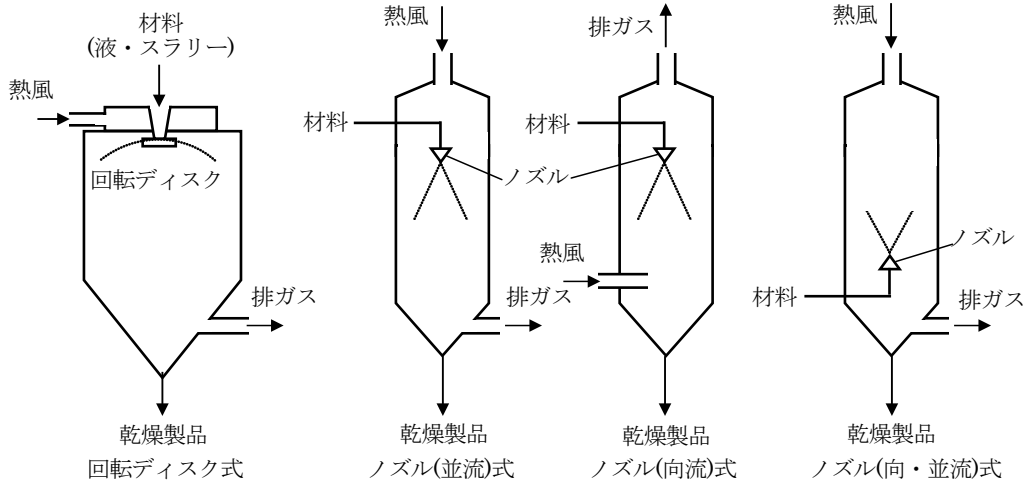 材料
(液・スラリー)
熱風
回転ディスク
排ガス
乾燥製品
回転ディスク式
熱風
材料
ノズル
排ガス
乾燥製品
ノズル(並流)式
排ガス
材料
熱風
乾燥製品
ノズル(向流)式
熱風
ノズル
材料
排ガス
乾燥製品
ノズル(向・並流)式